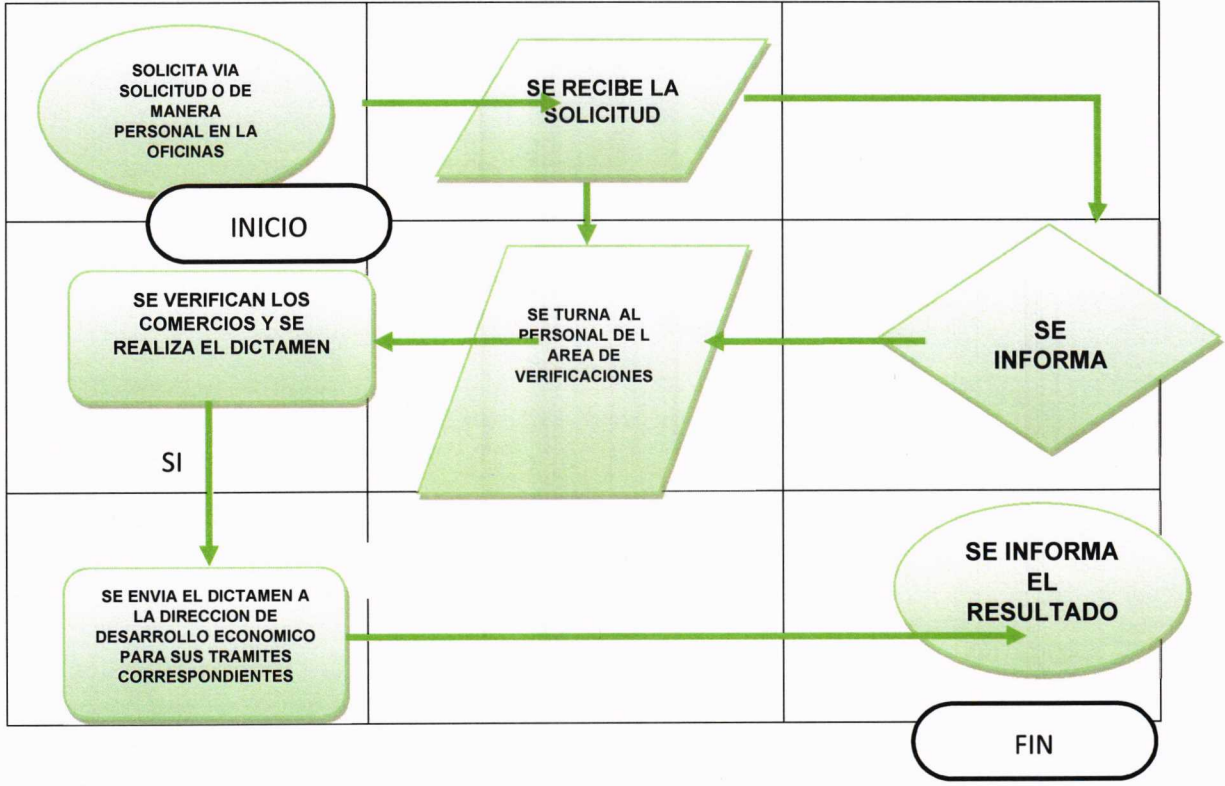 SOLICITA VIA
SOLICITUD O DE
MANERA
PERSONAL EN LA
OFICINAS
SE RECIBE LA
SOLICITUD
INICIO
SE VERIFICAN LOS
COMERCIOS Y SE
REALIZA EL DICTAMEN
SE TURNA AL
PERSONAL DE L
AREA DE
VERIFICACIONES
SE
INFORMA
SI
SE ENVIA EL DICTAMEN A
LA DIRECCION DE
DESARROLLO ECONOMICO
PARA SUS TRAMITES
CORRESPONDIENTES
SE INFORMA
EL
RESULTADO
FIN